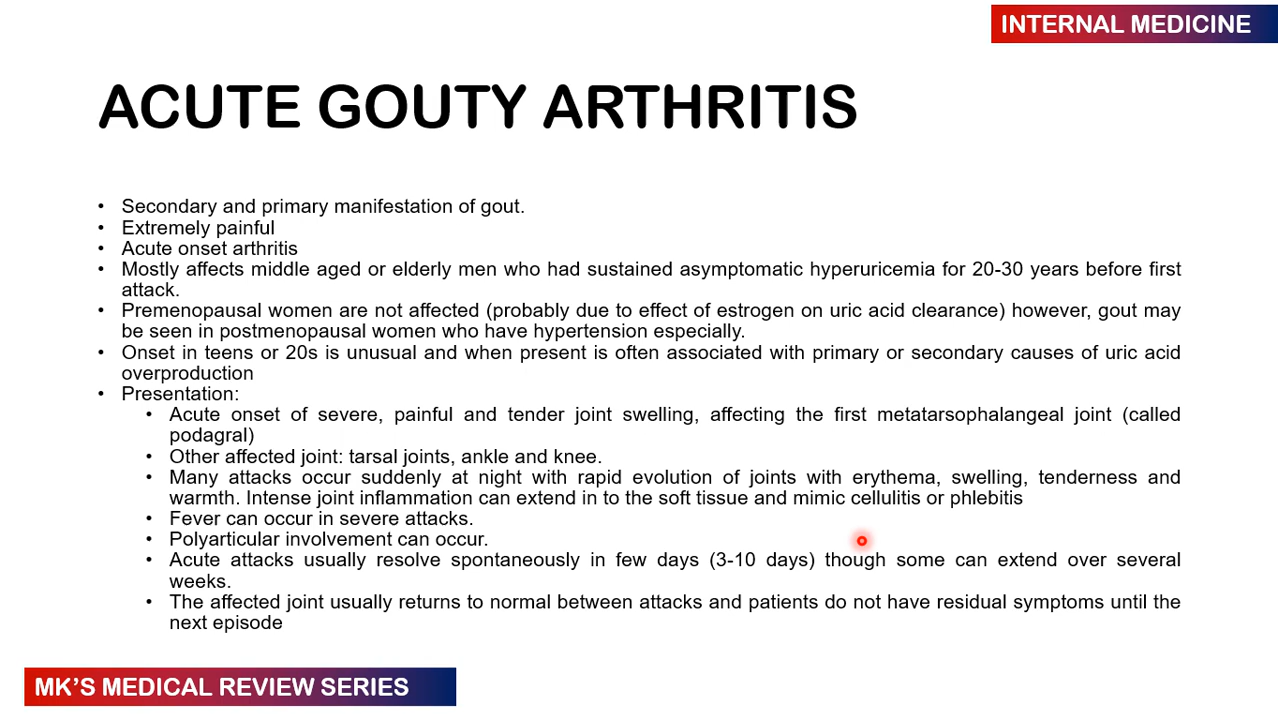 INTERNAL MEDICINE
ACUTE GOUTY ARTHRITIS
• Secondary and primary manifestation of gout.
• Extremely painful
• Acute onset arthritis
• Mostly affects middle aged or elderly men who had sustained asymptomatic hyperuricemia for 20-30 years before first
attack.
• Premenopausal women are not affected (probably due to effect of estrogen on uric acid clearance) however, gout may
be seen in postmenopausal women who have hypertension especially.
• Onset in teens or 20s is unusual and when present is often associated with primary or secondary causes of uric acid
overproduction
• Presentation:
• Acute onset of severe, painful and tender joint swelling, affecting the first metatarsophalangeal joint (called
podagral)
• Other affected joint: tarsal joints, ankle and knee.
• Many attacks occur suddenly at night with rapid evolution of joints with erythema, swelling, tenderness and
warmth. Intense joint inflammation can extend in to the soft tissue and mimic cellulitis or phlebitis
• Fever can occur in severe attacks.
• Polyarticular involvement can occur.
• Acute attacks usually resolve spontaneously in few days (3-10 days) though some can extend over several
weeks.
• The affected joint usually returns to normal between attacks and patients do not have residual symptoms until the
next episode
MK'S MEDICAL REVIEW SERIES